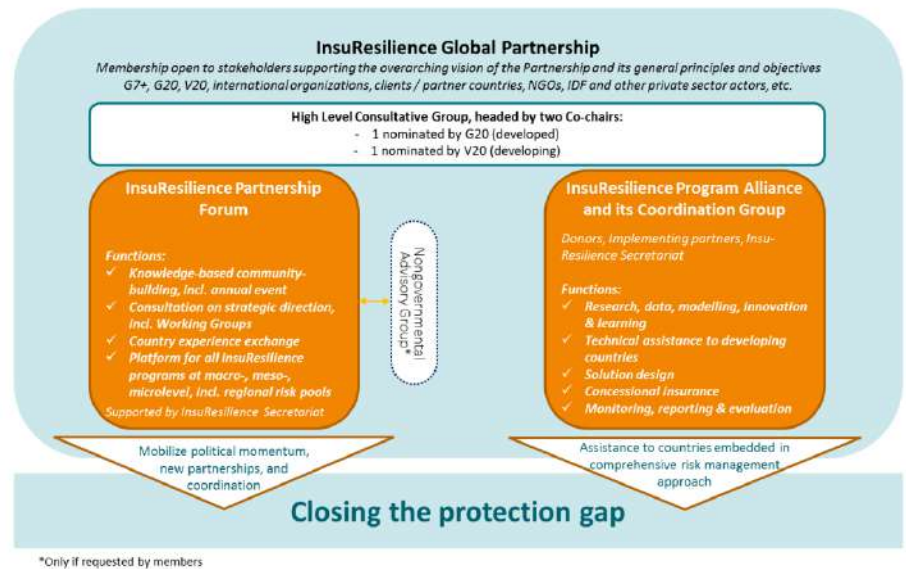 InsuResilience Global Partnership
Membership open to stakeholders supporting the overarching vision of the Partnership and its general principles and objectives
G7+, G20, V20, international organizations, clients / partner countries, NGOs, IDF and other private sector actors, etc.
High Level Consultative Group, headed by two Co-chairs:
- 1 nominated by G20 (developed)
- 1 nominated by V20 (developing)
InsuResilience Partnership
Forum
Functions:
✓ Knowledge-based community-
building, incl. annual event
✓ Consultation on strategic direction,
incl. Working Groups
✓ Country experience exchange
✓ Platform for all InsuResilience
programs at macro-, meso-,
microlevel, incl. regional risk pools
Supported by InsuResilience Secretariat
Nongovernmental
Advisory Group*
InsuResilience Program Alliance
and its Coordination Group
Donors, Implementing partners, Insu-
Resilience Secretariat
Functions:
✓ Research, data, modelling, innovation
& learning
✓ Technical assistance to developing
countries
✓ Solution design
✓ Concessional insurance
✓ Monitoring, reporting & evaluation
Mobilize political momentum,
new partnerships, and
coordination
Assistance to countries embedded in
comprehensive risk management
approach
Closing the protection gap
*Only if requested by members